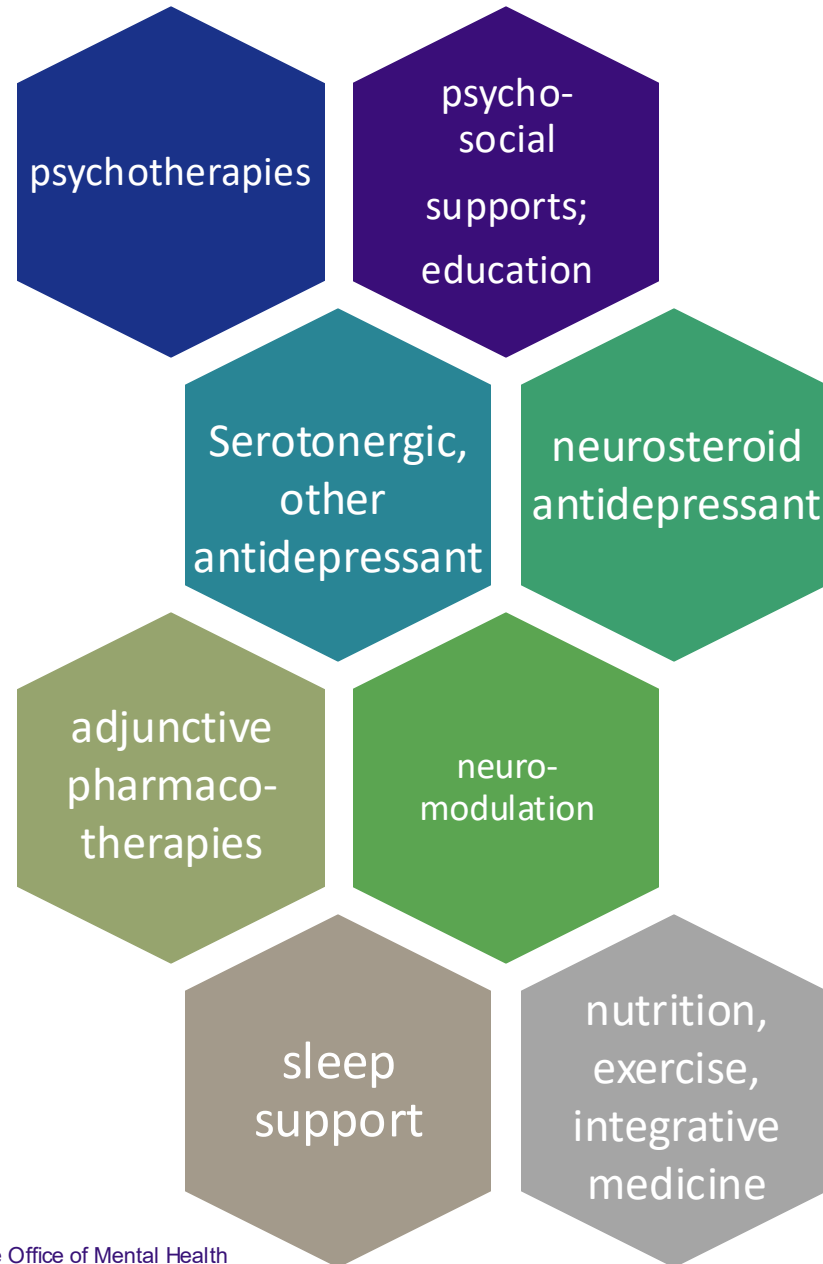 psychotherapies
psycho-
social
supports;
education
Serotonergic,
other
antidepressant
neurosteroid
antidepressant
adjunctive
pharmaco-
therapies
neuro-
modulation
sleep
support
nutrition,
exercise,
integrative
medicine
Office of Mental Health